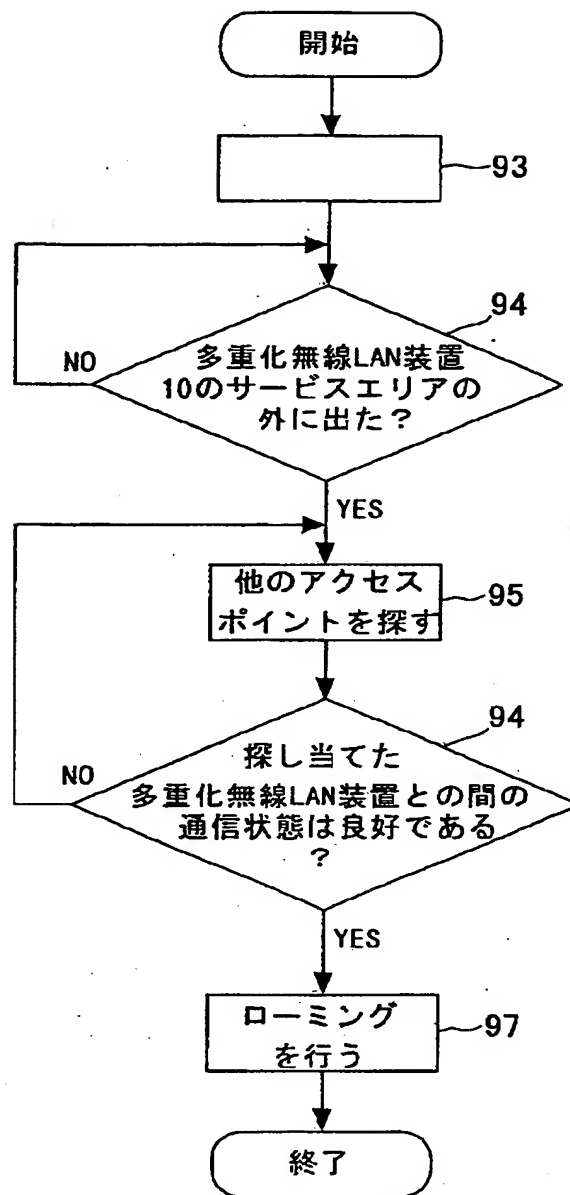 開始
93
94
多重化無線LAN装置
10のサービスエリアの
外に出た？
NO
YES
他のアクセス
ポイントを探す
95
94
探し当てた
多重化無線LAN装置との間の
通信状態は良好である
？
NO
YES
ローミング
を行う
97
終了